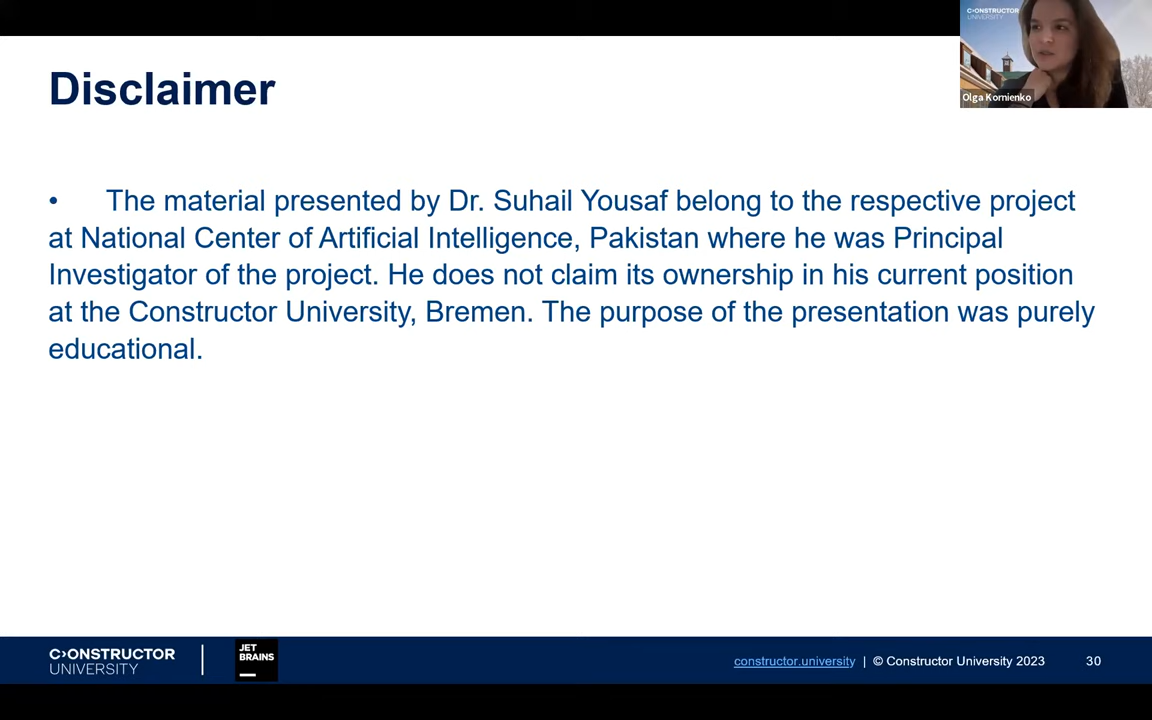 C›ONSTRUCTOR
UNIVERSITY
Olga Kornienko
Disclaimer
• The material presented by Dr. Suhail Yousaf belong to the respective project
at National Center of Artificial Intelligence, Pakistan where he was Principal
Investigator of the project. He does not claim its ownership in his current position
at the Constructor University, Bremen. The purpose of the presentation was purely
educational.
C›ONSTRUCTOR
UNIVERSITY
JET
BRAINS
constructor.university | © Constructor University 2023 30